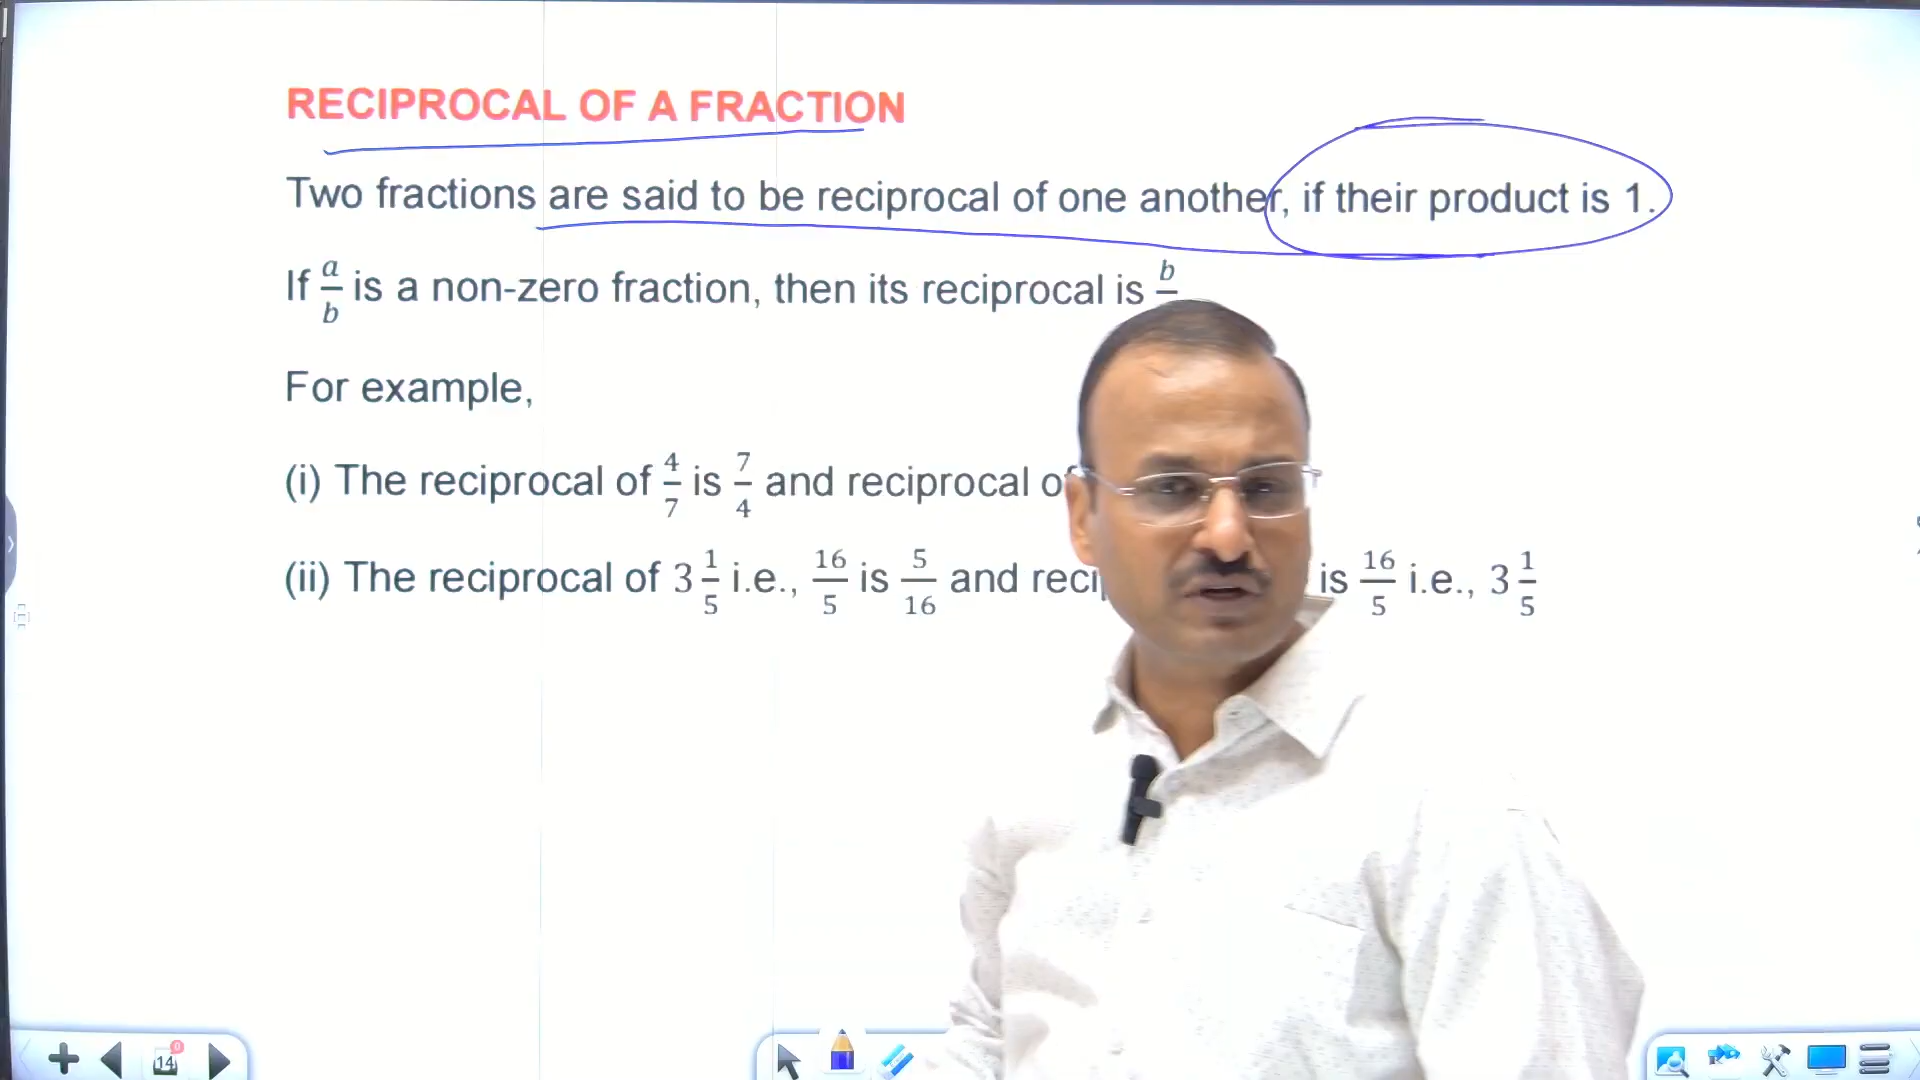 RECIPROCAL OF A FRACTION
Two fractions are said to be reciprocal of one another, if their product is 1.
If a/b is a non-zero fraction, then its reciprocal is b
For example,
(i) The reciprocal of 4/7 is 7/4 and reciprocal of
(ii) The reciprocal of 3 1/5 i.e., 16/5 is 5/16 and is 16/5 i.e., 3 1/5
14
0